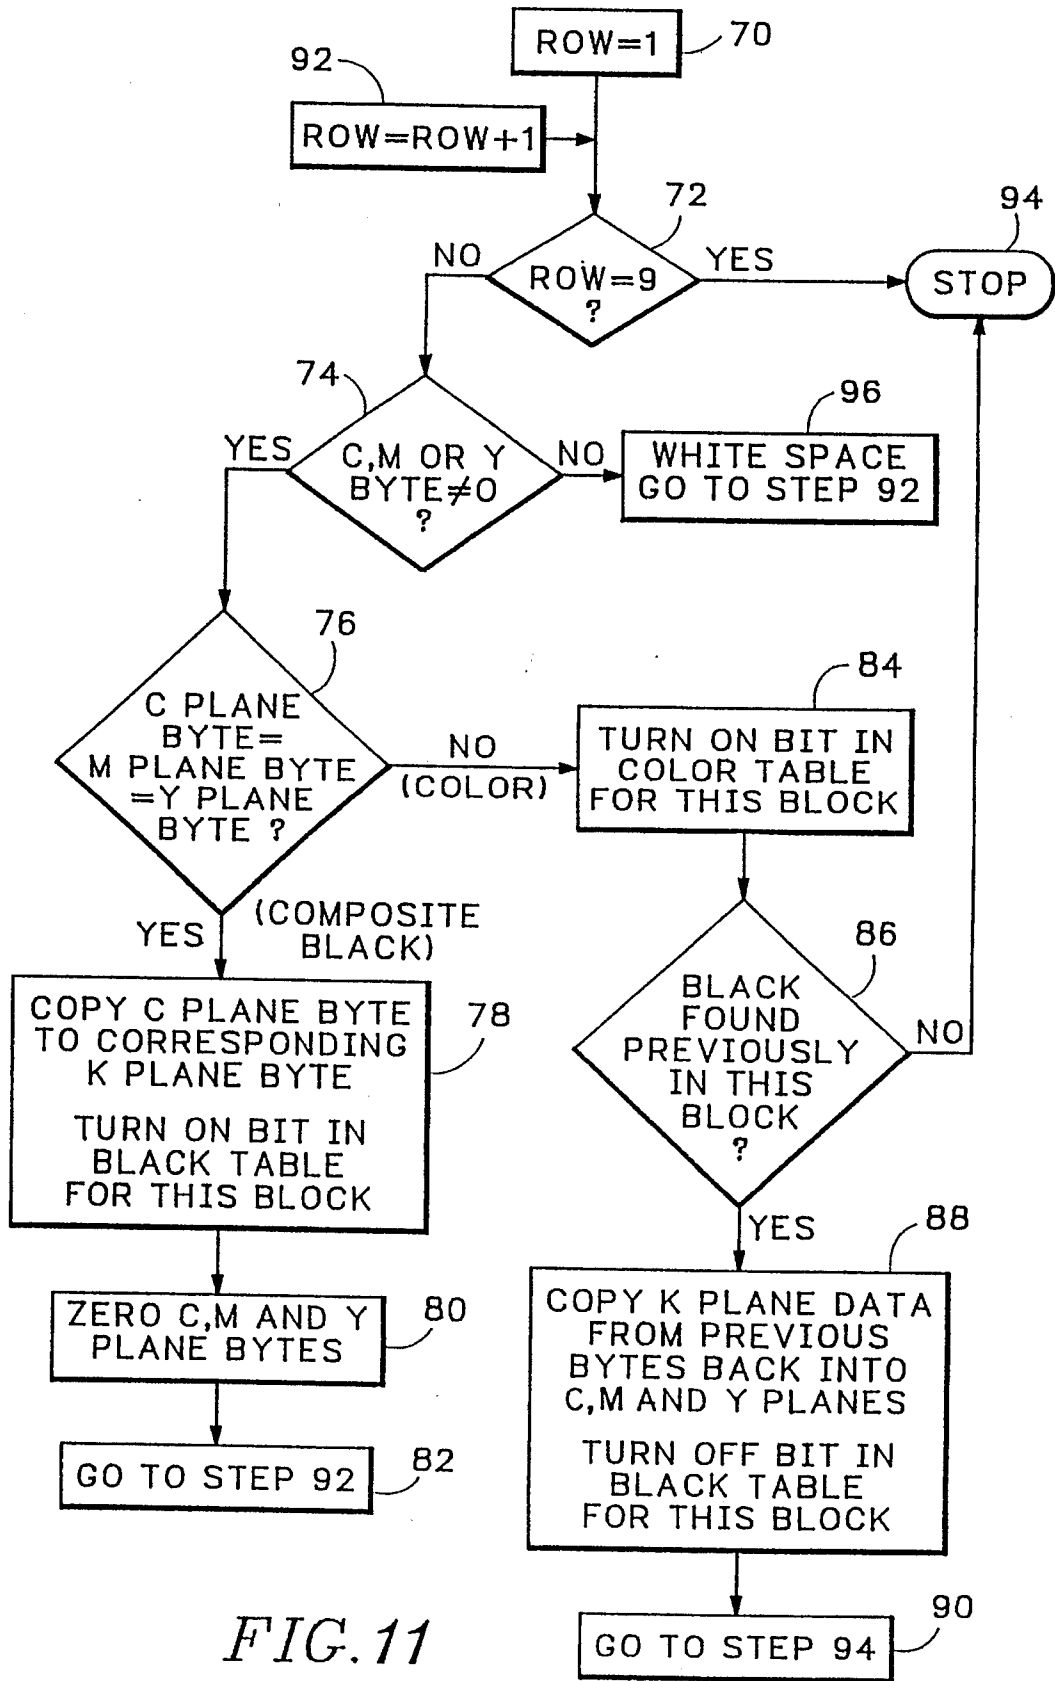 ROW=1
70
92
ROW=ROW+1
72
94
NO
YES
ROW=9
?
STOP
74
96
YES
C,M OR Y
BYTE≠0
?
NO
WHITE SPACE
GO TO STEP 92
76
84
C PLANE
BYTE=
M PLANE BYTE
=Y PLANE
BYTE ?
NO
(COLOR)
TURN ON BIT IN
COLOR TABLE
FOR THIS BLOCK
YES
(COMPOSITE
BLACK)
86
BLACK
FOUND
PREVIOUSLY
IN THIS
BLOCK
?
NO
COPY C PLANE BYTE
TO CORRESPONDING
K PLANE BYTE
TURN ON BIT IN
BLACK TABLE
FOR THIS BLOCK
78
YES
88
ZERO C,M AND Y
PLANE BYTES
80
COPY K PLANE DATA
FROM PREVIOUS
BYTES BACK INTO
C,M AND Y PLANES
TURN OFF BIT IN
BLACK TABLE
FOR THIS BLOCK
GO TO STEP 92
82
GO TO STEP 94
90
FIG.11